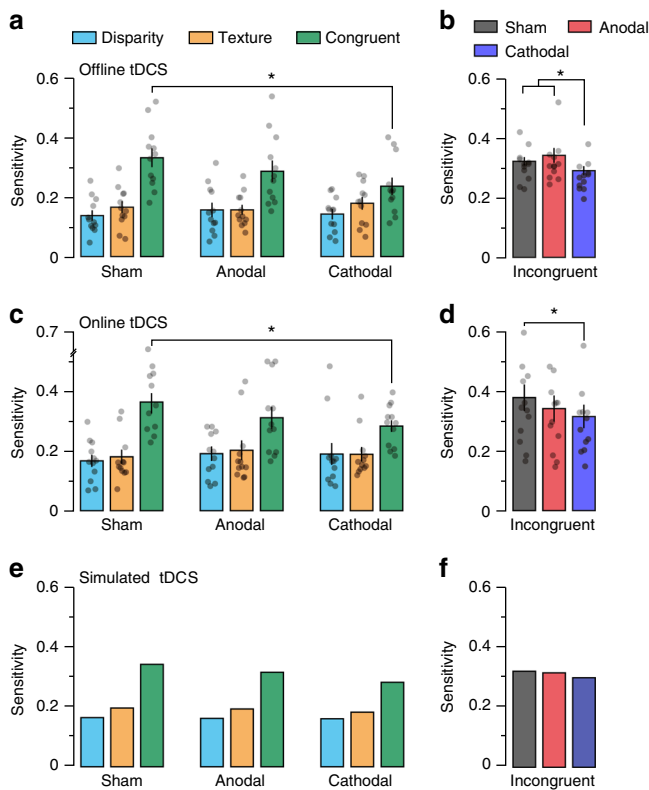 a
Disparity Texture Congruent
Offline tDCS
Sensitivity
0.6
0.4
0.2
0
*
Sham Anodal Cathodal
b
Sham Anodal
Cathodal
Sensitivity
0.6
0.4
0.2
0
*
Incongruent
c
Online tDCS
Sensitivity
0.7
0.4
0.2
0
*
Sham Anodal Cathodal
d
Sensitivity
0.6
0.4
0.2
0
*
Incongruent
e
Simulated tDCS
Sensitivity
0.6
0.4
0.2
0
Sham Anodal Cathodal
f
Sensitivity
0.6
0.4
0.2
0
Incongruent